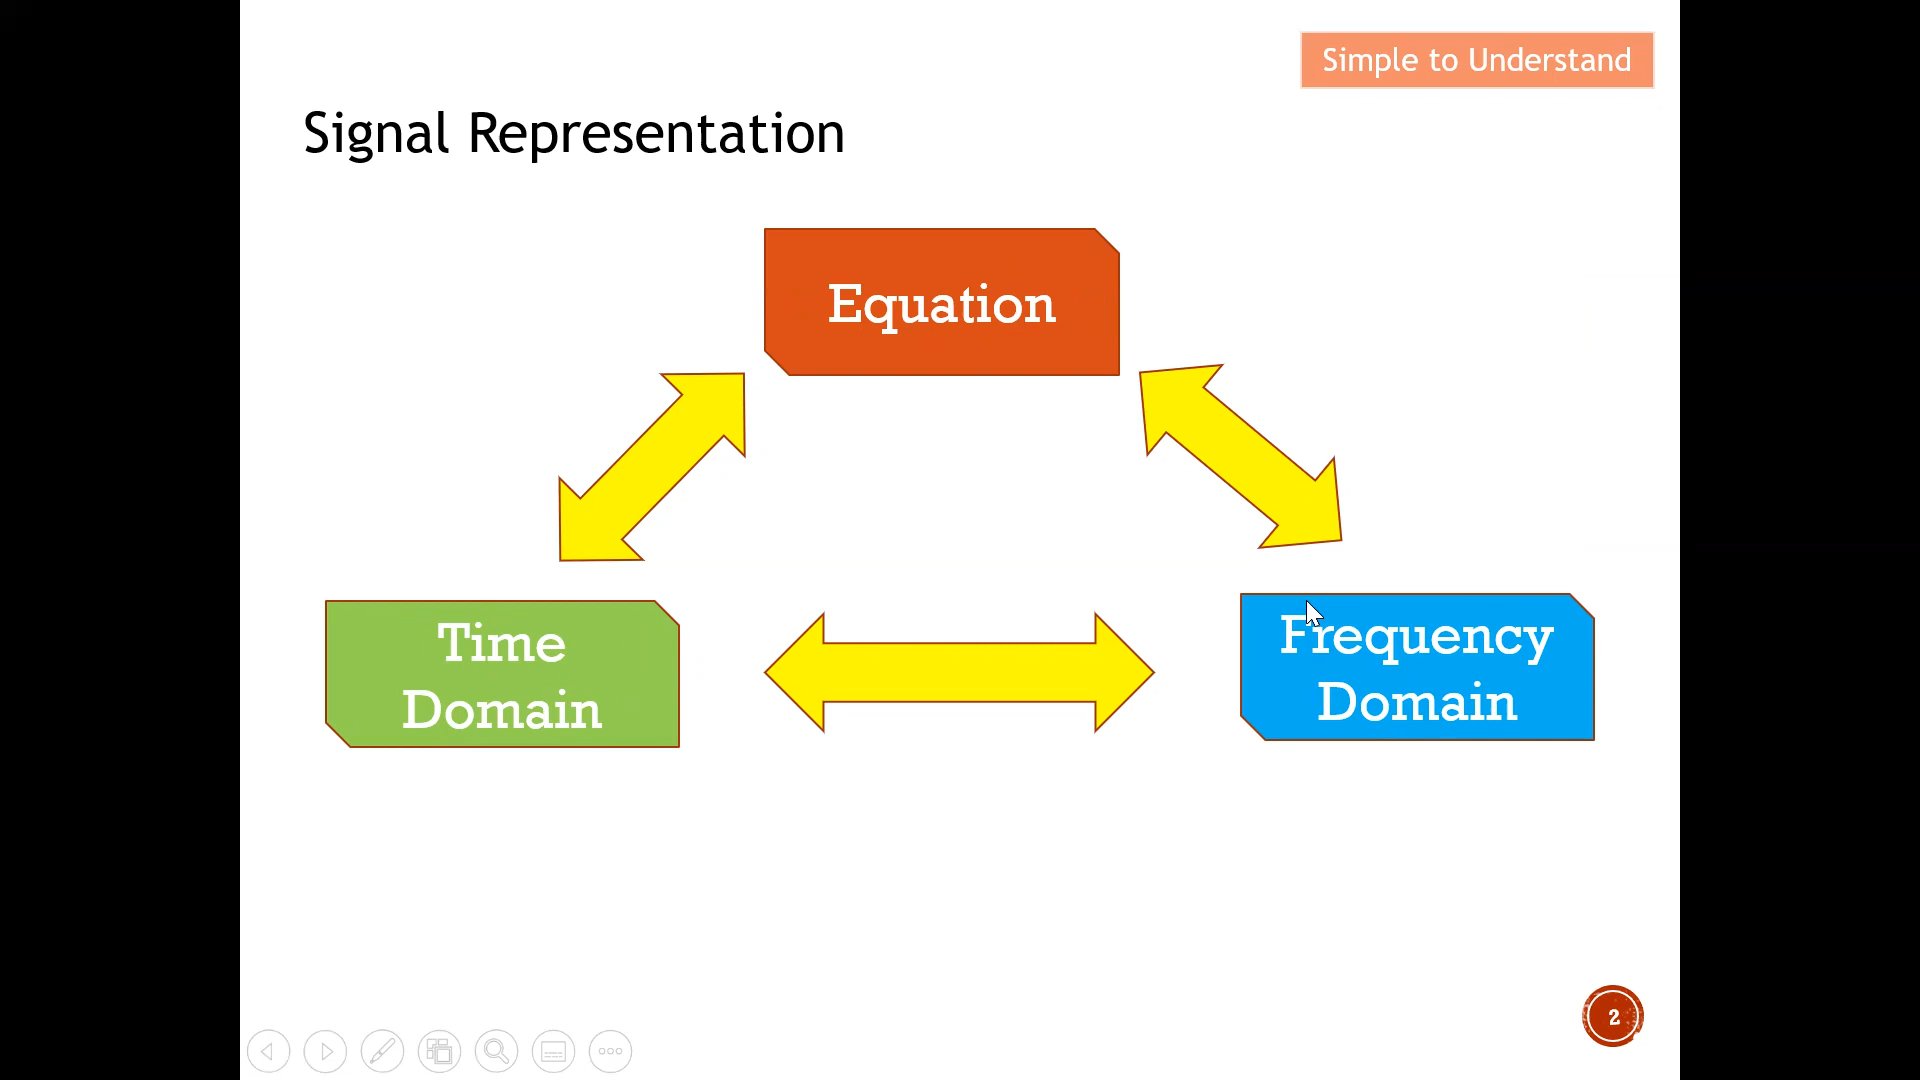 Simple to Understand
Signal Representation
Equation
Time
Domain
Frequency
Domain
2